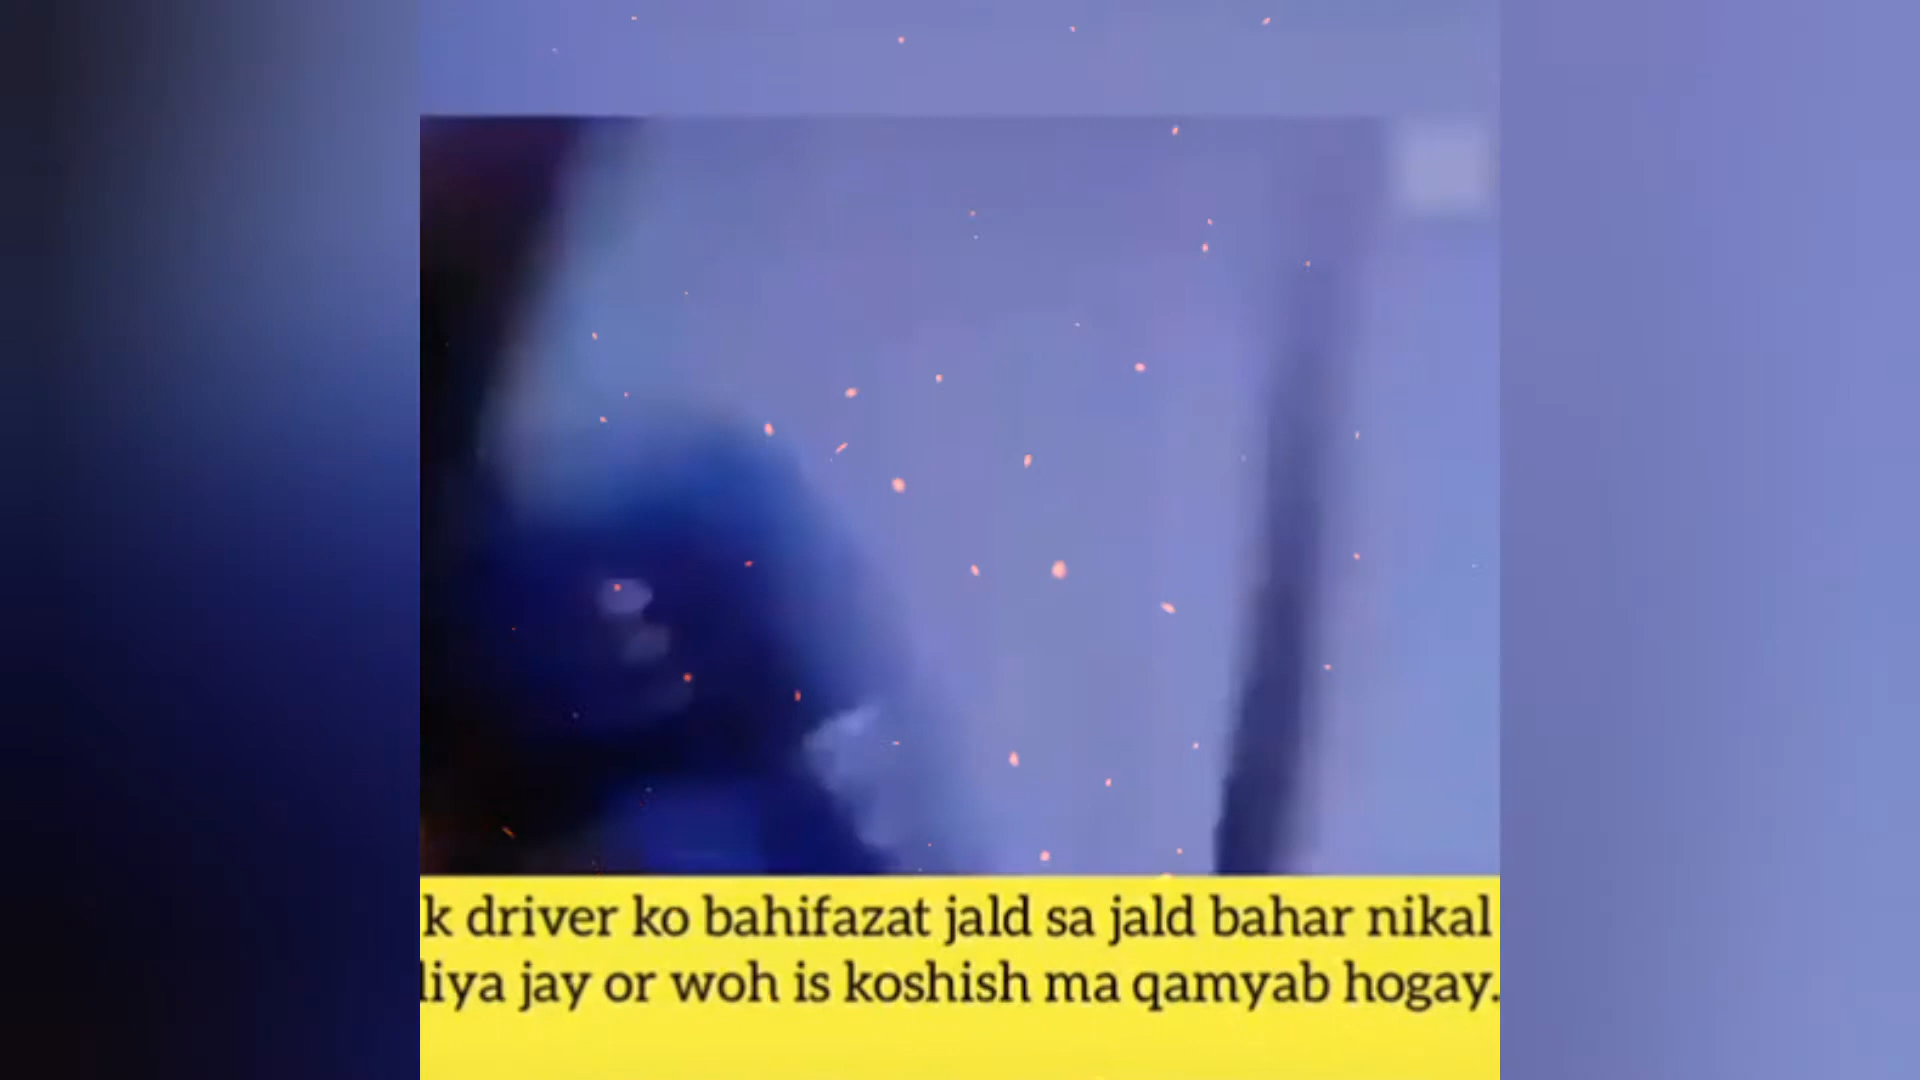 k driver ko bahifazat jald sa jald bahar nikal
liya jay or woh is koshish ma qamyab hogay.